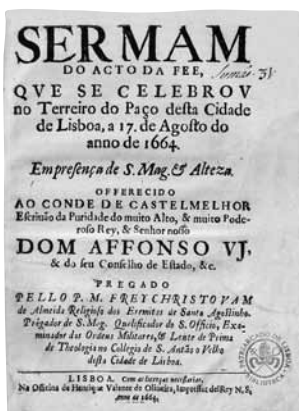 SERMAM
DO ACTO DA FEE,
QVE SE CELEBROV
no Terreiro do Paço desta Cidade
de Lisboa, a 17. de Agosto do
anno de 1664.
Em presença de S. Mag. & Alteza.
OFFERECIDO
AO CONDE DE CASTELMELHOR
Escrivão da Puridade do muito Alto, & muito Pode-
roso Rey, & Senhor nosso
DOM AFFONSO VJ,
& do seu Conselho de Estado, &c.
PREGADO
PELLO P. M. FREY CHRISTOVAM
de Almeida Religioso dos Eremitas de Santo Agostinho.
Prégador de S. Mag. Qualificador do S. Officio, Exa-
minador das Ordens Militares, & Lente de Prima
de Theologia no Collegio de S. Antão o Velho
desta Cidade de Lisboa.
LISBOA. Com as licenças necessarias.
Na Officina de Henrique Valente de Oliveira, Impressor delRey N. S.
Anno de 1664.